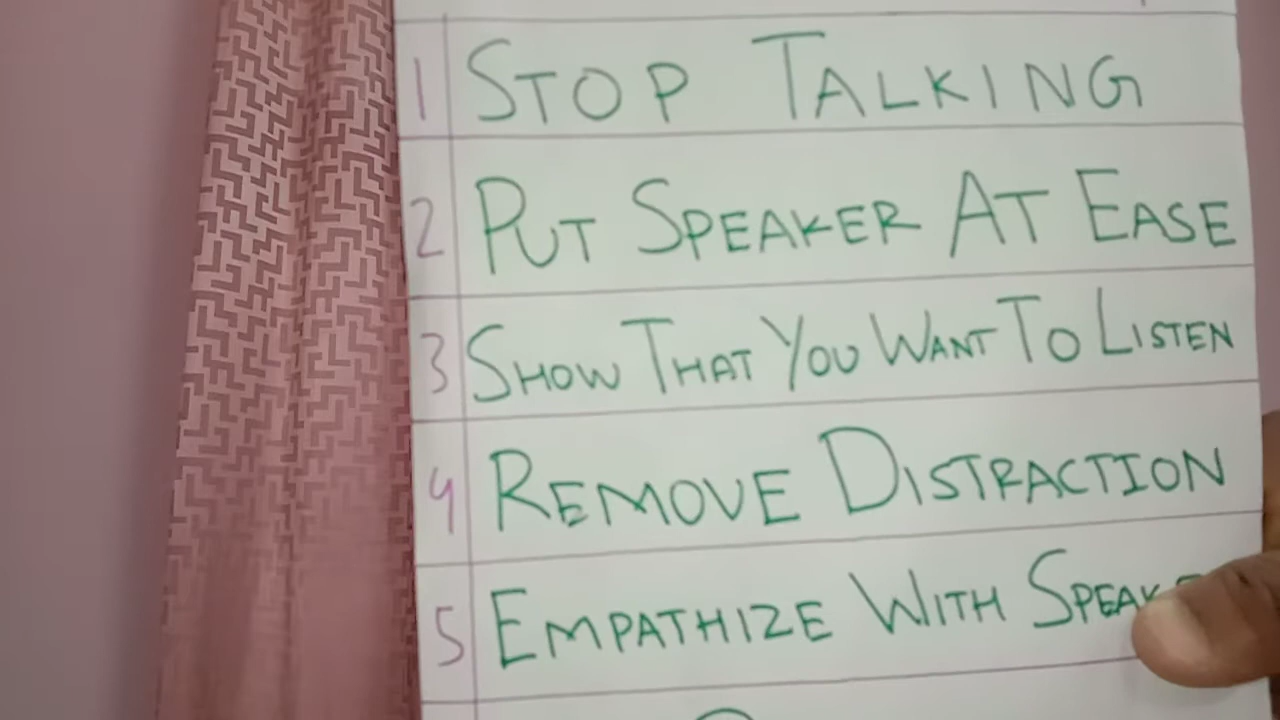 1 STOP TALKING
2 PUT SPEAKER AT EASE
3 SHOW THAT YOU WANT TO LISTEN
4 REMOVE DISTRACTION
5 EMPATHIZE WITH